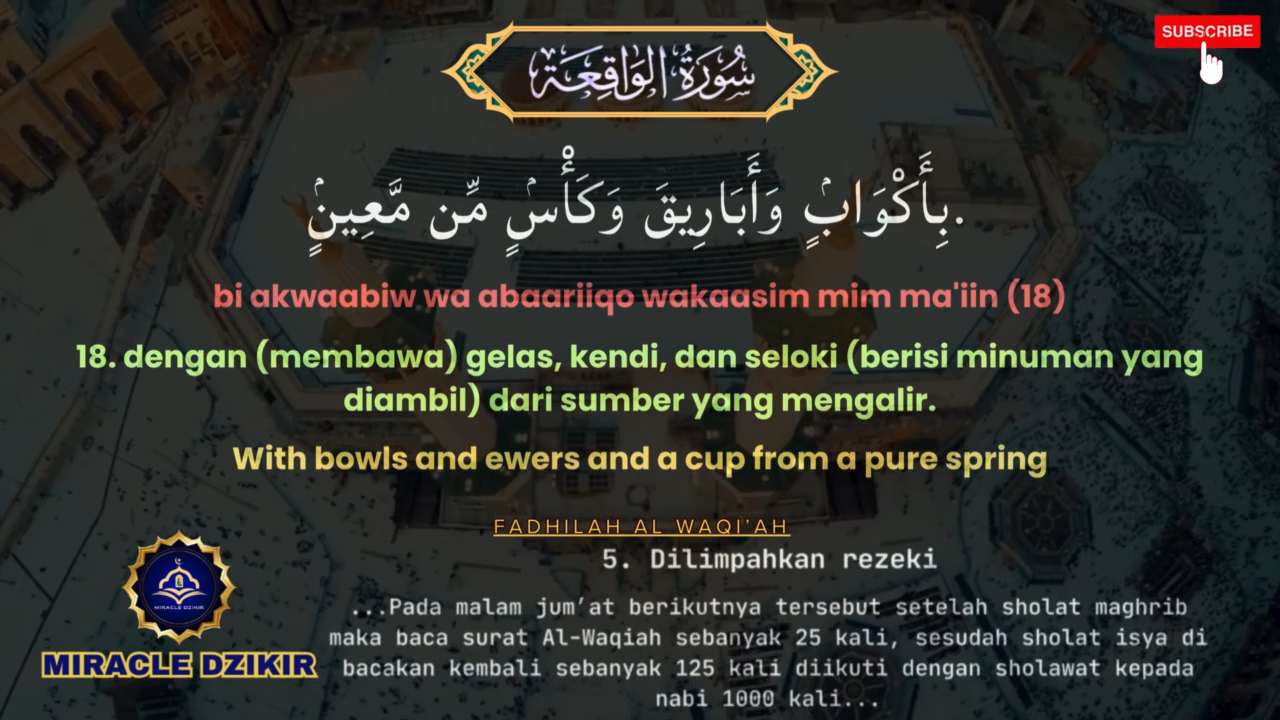 سُورَةُ الوَاقِعَة
SUBSCRIBE
بِأَكْوَابٍۢ وَأَبَارِيقَ وَكَأْسٍۢ مِّن مَّعِينٍۢ.
bi akwaabiw wa abaariiqo wakaasim mim ma'iin (18)
18. dengan (membawa) gelas, kendi, dan seloki (berisi minuman yang
diambil) dari sumber yang mengalir.
With bowls and ewers and a cup from a pure spring
FADHILAH AL WAQI’AH
5. Dilimpahkan rezeki
...Pada malam jum’at berikutnya tersebut setelah sholat maghrib
maka baca surat Al-Waqiah sebanyak 25 kali, sesudah sholat isya di
bacakan kembali sebanyak 125 kali diikuti dengan sholawat kepada
nabi 1000 kali...
MIRACLE DZIKIR
MIRACLE DZIKIR